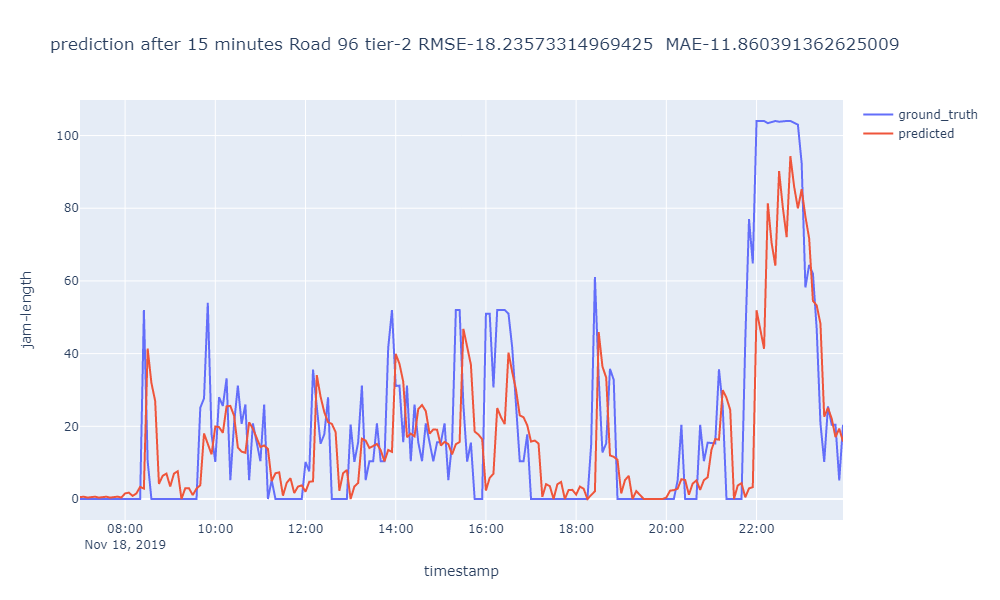 prediction after 15 minutes Road 96 tier-2 RMSE-18.23573314969425  MAE-11.860391362625009
ground_truth
predicted
100
80
60
40
20
0
jam-length
08:00 10:00 12:00 14:00 16:00 18:00 20:00 22:00
Nov 18, 2019
timestamp